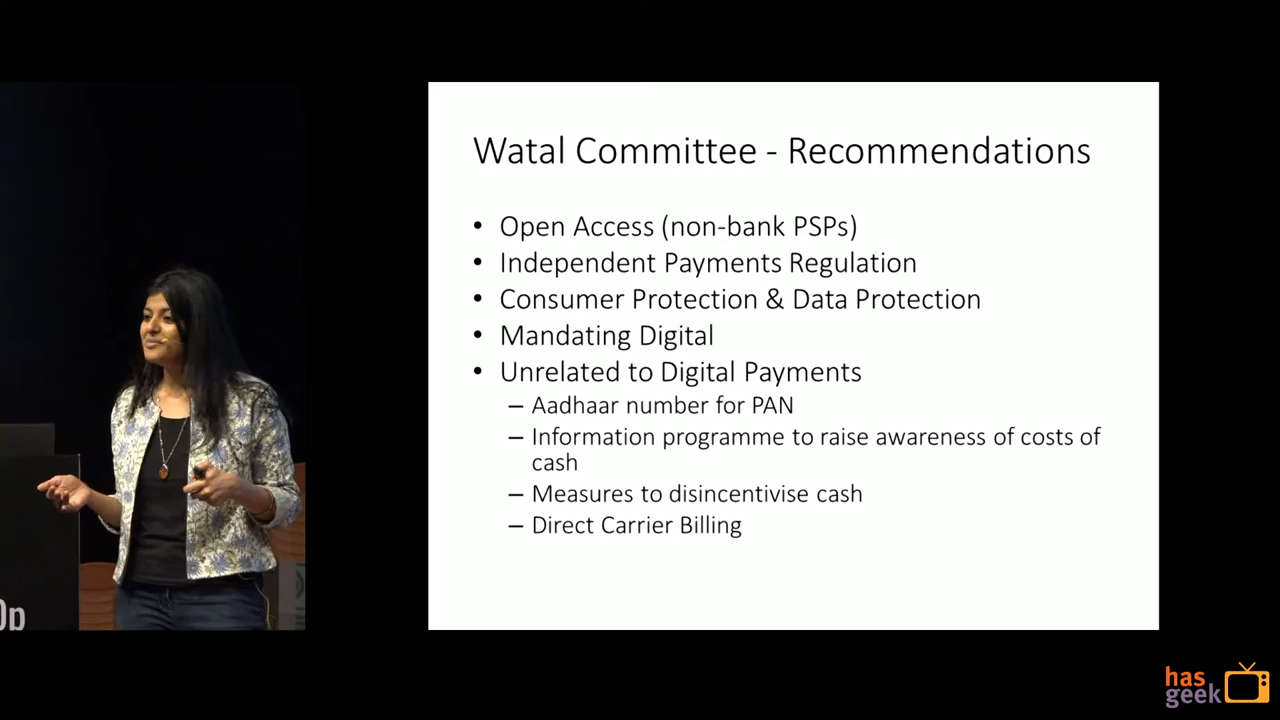 Watal Committee - Recommendations
• Open Access (non-bank PSPs)
• Independent Payments Regulation
• Consumer Protection & Data Protection
• Mandating Digital
• Unrelated to Digital Payments
– Aadhaar number for PAN
– Information programme to raise awareness of costs of
cash
– Measures to disincentivise cash
– Direct Carrier Billing
Op
has
geek